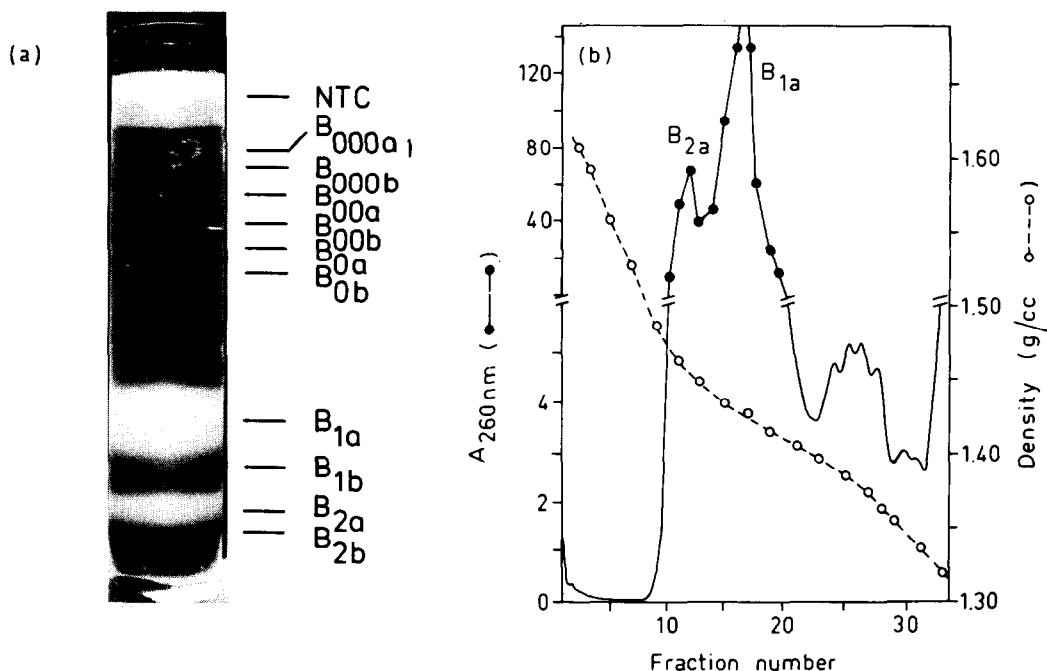 (a)
NTC
B000a1
B000b
B00a
B00b
B0a
B0b
B1a
B1b
B2a
B2b
(b)
120
80
40
4
2
0
A260nm (●—●)
B2a
B1a
1.60
1.50
1.40
1.30
Density (g/cc) (o----o)
10
20
30
Fraction number